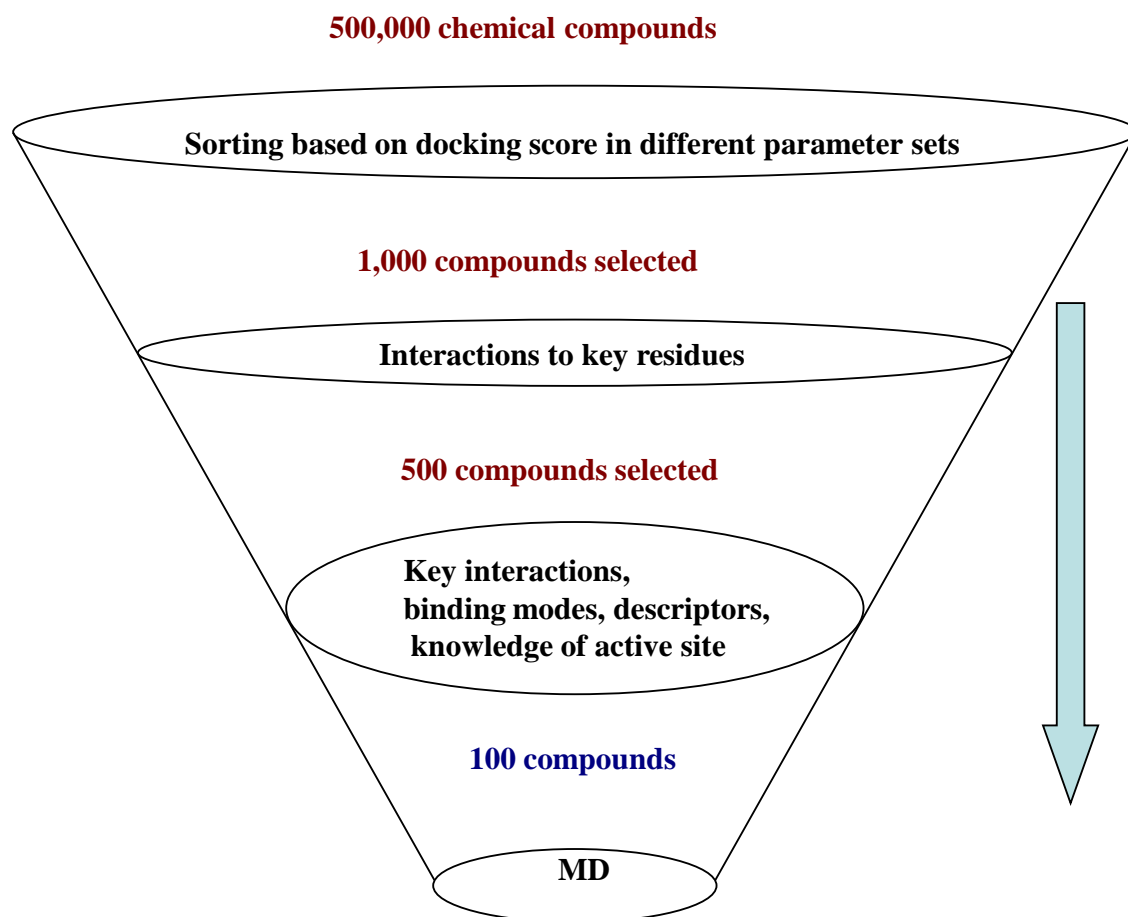 500,000 chemical compounds
Sorting based on docking score in different parameter sets
1,000 compounds selected
Interactions to key residues
500 compounds selected
Key interactions,
binding modes, descriptors,
knowledge of active site
100 compounds
MD